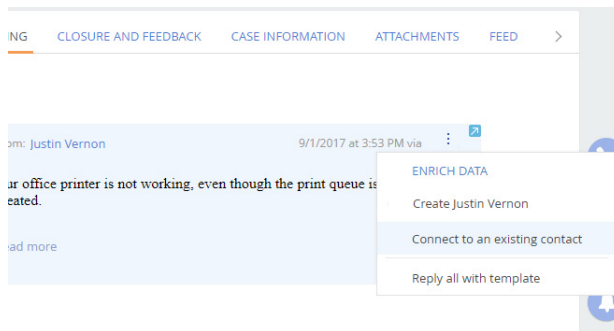 NG CLOSURE AND FEEDBACK CASE INFORMATION ATTACHMENTS FEED
om: Justin Vernon 9/1/2017 at 3:53 PM via
ENRICH DATA
ur office printer is not working, even though the print queue is
Create Justin Vernon
eated.
Connect to an existing contact
ead more
Reply all with template